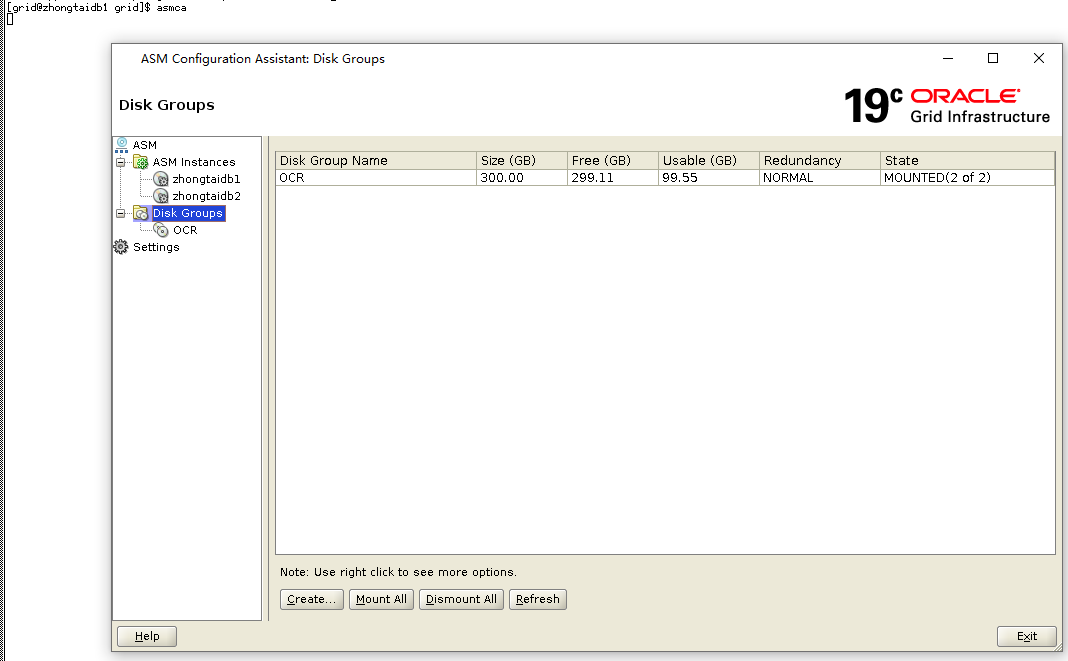 [grid@zhongtaidb1 grid]$ asmca
ASM Configuration Assistant: Disk Groups
Disk Groups
19c ORACLE
Grid Infrastructure
ASM
ASM Instances
zhongtaidb1
zhongtaidb2
Disk Groups
OCR
Settings
Disk Group Name Size (GB) Free (GB) Usable (GB) Redundancy State
OCR 300.00 299.11 99.55 NORMAL MOUNTED(2 of 2)
Note: Use right click to see more options.
Create... Mount All Dismount All Refresh
Help Exit